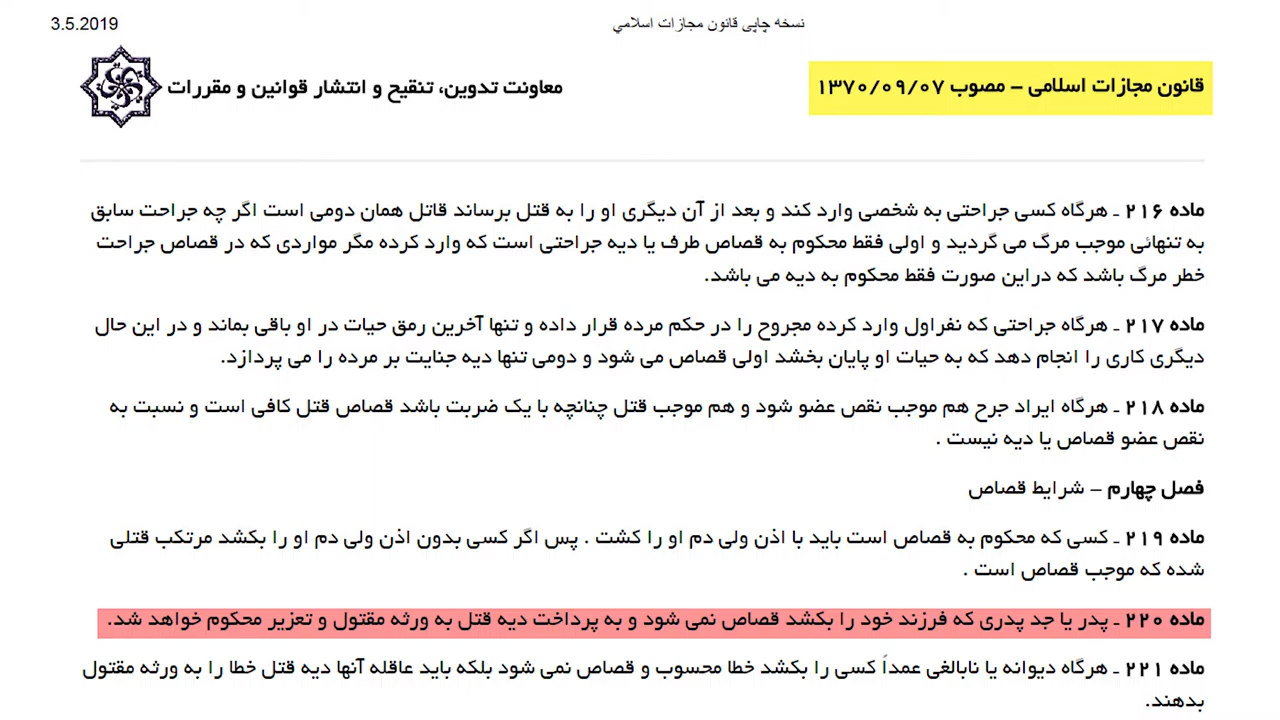 3.5.2019
نسخه چاپی قانون مجازات اسلامي
قانون مجازات اسلامی – مصوب ۱۳۷۰/۰۹/۰۷
معاونت تدوین، تنقیح و انتشار قوانین و مقررات
ماده ۲۱۶ ـ هرگاه کسی جراحتی به شخصی وارد کند و بعد از آن دیگری او را به قتل برساند قاتل همان دومی است اگر چه جراحت سابق
به تنهائی موجب مرگ می گردید و اولی فقط محکوم به قصاص طرف یا دیه جراحتی است که وارد کرده مگر مواردی که در قصاص جراحت
خطر مرگ باشد که دراین صورت فقط محکوم به دیه می باشد.
ماده ۲۱۷ ـ هرگاه جراحتی که نفراول وارد کرده مجروح را در حکم مرده قرار داده و تنها آخرین رمق حیات در او باقی بماند و در این حال
دیگری کاری را انجام دهد که به حیات او پایان بخشد اولی قصاص می شود و دومی تنها دیه جنایت بر مرده را می پردازد.
ماده ۲۱۸ ـ هرگاه ایراد جرح هم موجب نقص عضو شود و هم موجب قتل چنانچه با یک ضربت باشد قصاص قتل کافی است و نسبت به
نقص عضو قصاص یا دیه نیست .
فصل چهارم – شرایط قصاص
ماده ۲۱۹ ـ کسی که محکوم به قصاص است باید با اذن ولی دم او را کشت . پس اگر کسی بدون اذن ولی دم او را بکشد مرتکب قتلی
شده که موجب قصاص است .
ماده ۲۲۰ ـ پدر یا جد پدری که فرزند خود را بکشد قصاص نمی شود و به پرداخت دیه قتل به ورثه مقتول و تعزیر محکوم خواهد شد.
ماده ۲۲۱ ـ هرگاه دیوانه یا نابالغی عمداً کسی را بکشد خطا محسوب و قصاص نمی شود بلکه باید عاقله آنها دیه قتل خطا را به ورثه مقتول
بدهند.